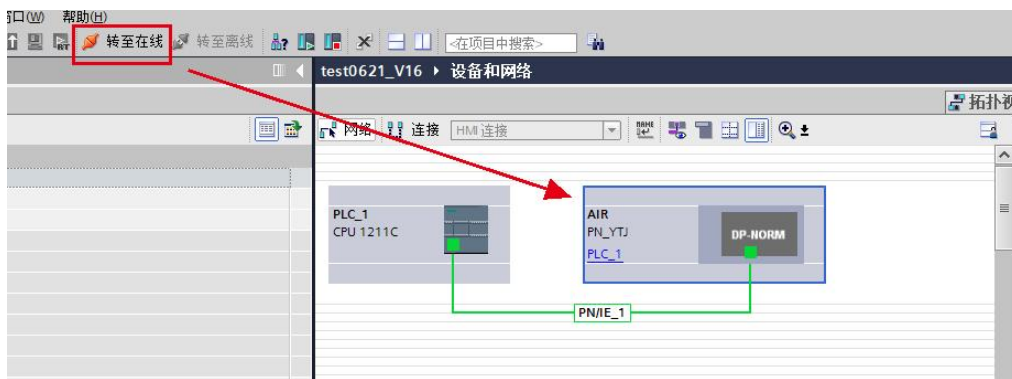 窗口(W) 帮助(H)
转至在线 转至离线 <在项目中搜索>
test0621_V16 ▸ 设备和网络
拓扑视
网络 连接 HMI 连接
PLC_1
CPU 1211C
AIR
PN_YTJ
PLC_1
DP-NORM
PN/IE_1